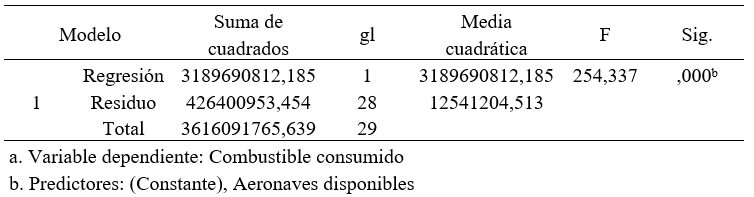 Modelo Suma de cuadrados gl Media cuadrática F Sig.
1 Regresión 3189690812,185 1 3189690812,185 254,337 ,000b
Residuo 426400953,454 28 12541204,513
Total 3616091765,639 29
a. Variable dependiente: Combustible consumido
b. Predictores: (Constante), Aeronaves disponibles